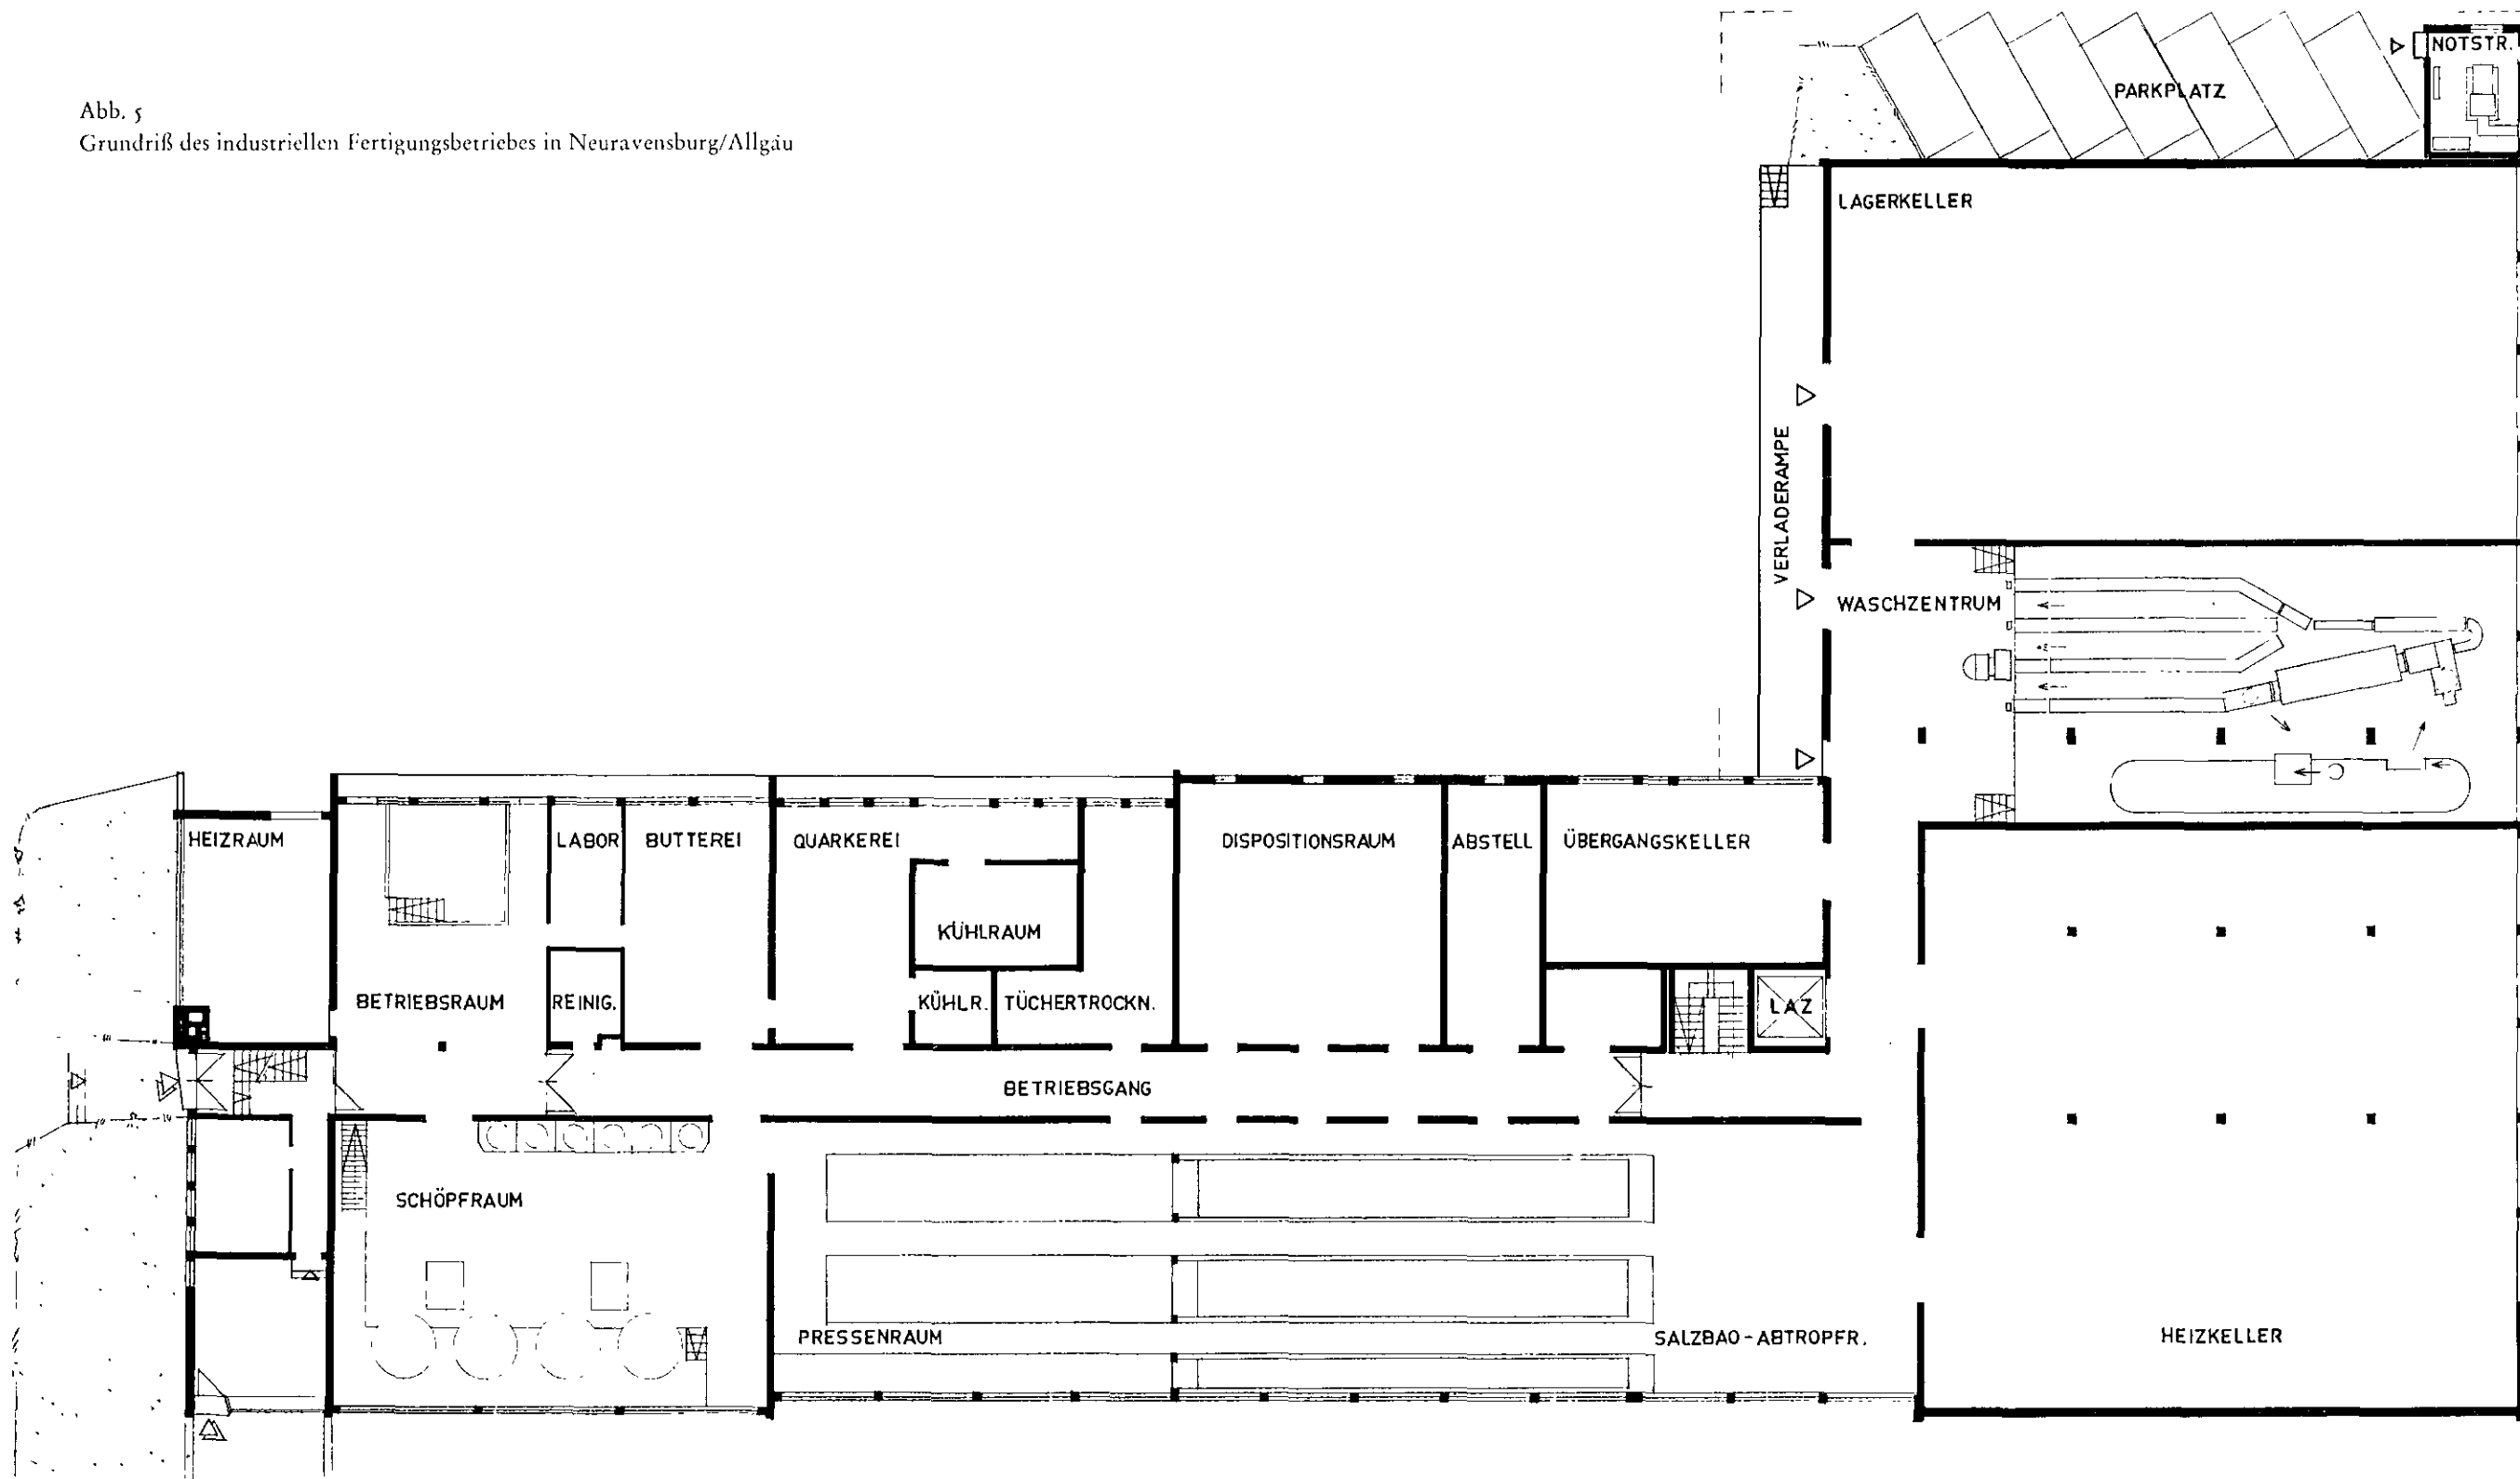 Abb. 5
Grundriß des industriellen Fertigungsbetriebes in Neuravensburg/Allgäu
NOTSTR.
PARKPLATZ
LAGERKELLER
VERLADERAMPE
WASCHZENTRUM
HEIZRAUM
LABOR
BUTTEREI
QUARKEREI
DISPOSITIONSRAUM
ABSTELL
ÜBERGANGSKELLER
KÜHLRAUM
BETRIEBSRAUM
REINIG.
KÜHLR.
TÜCHERTROCKN.
LAZ
BETRIEBSGANG
SCHÖPFRAUM
PRESSENRAUM
SALZBAO-ABTROPFR.
HEIZKELLER